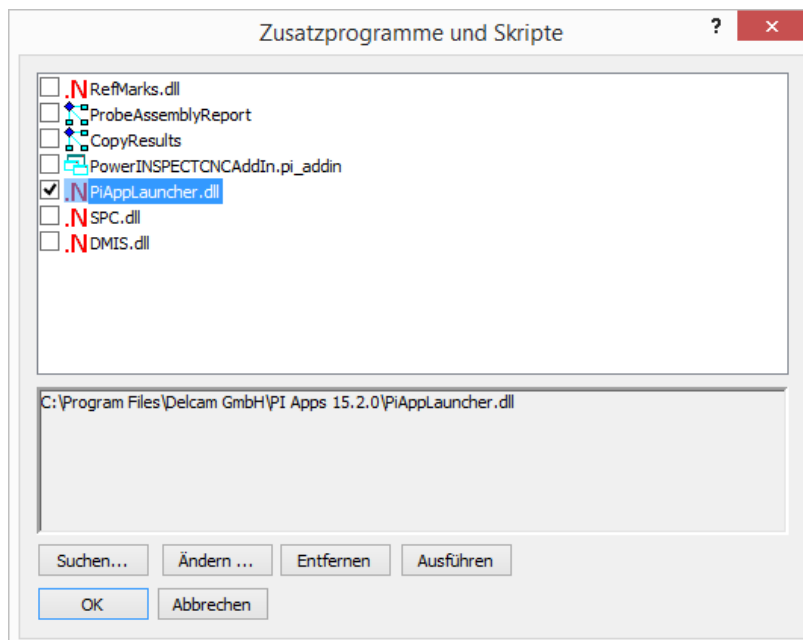 Zusatzprogramme und Skripte
?
×
.N RefMarks.dll
ProbeAssemblyReport
CopyResults
PowerINSPECTCNCAddIn.pi_addin
.N PiAppLauncher.dll
.N SPC.dll
.N DMIS.dll
C:\Program Files\Delcam GmbH\PI Apps 15.2.0\PiAppLauncher.dll
Suchen... Ändern ... Entfernen Ausführen
OK Abbrechen